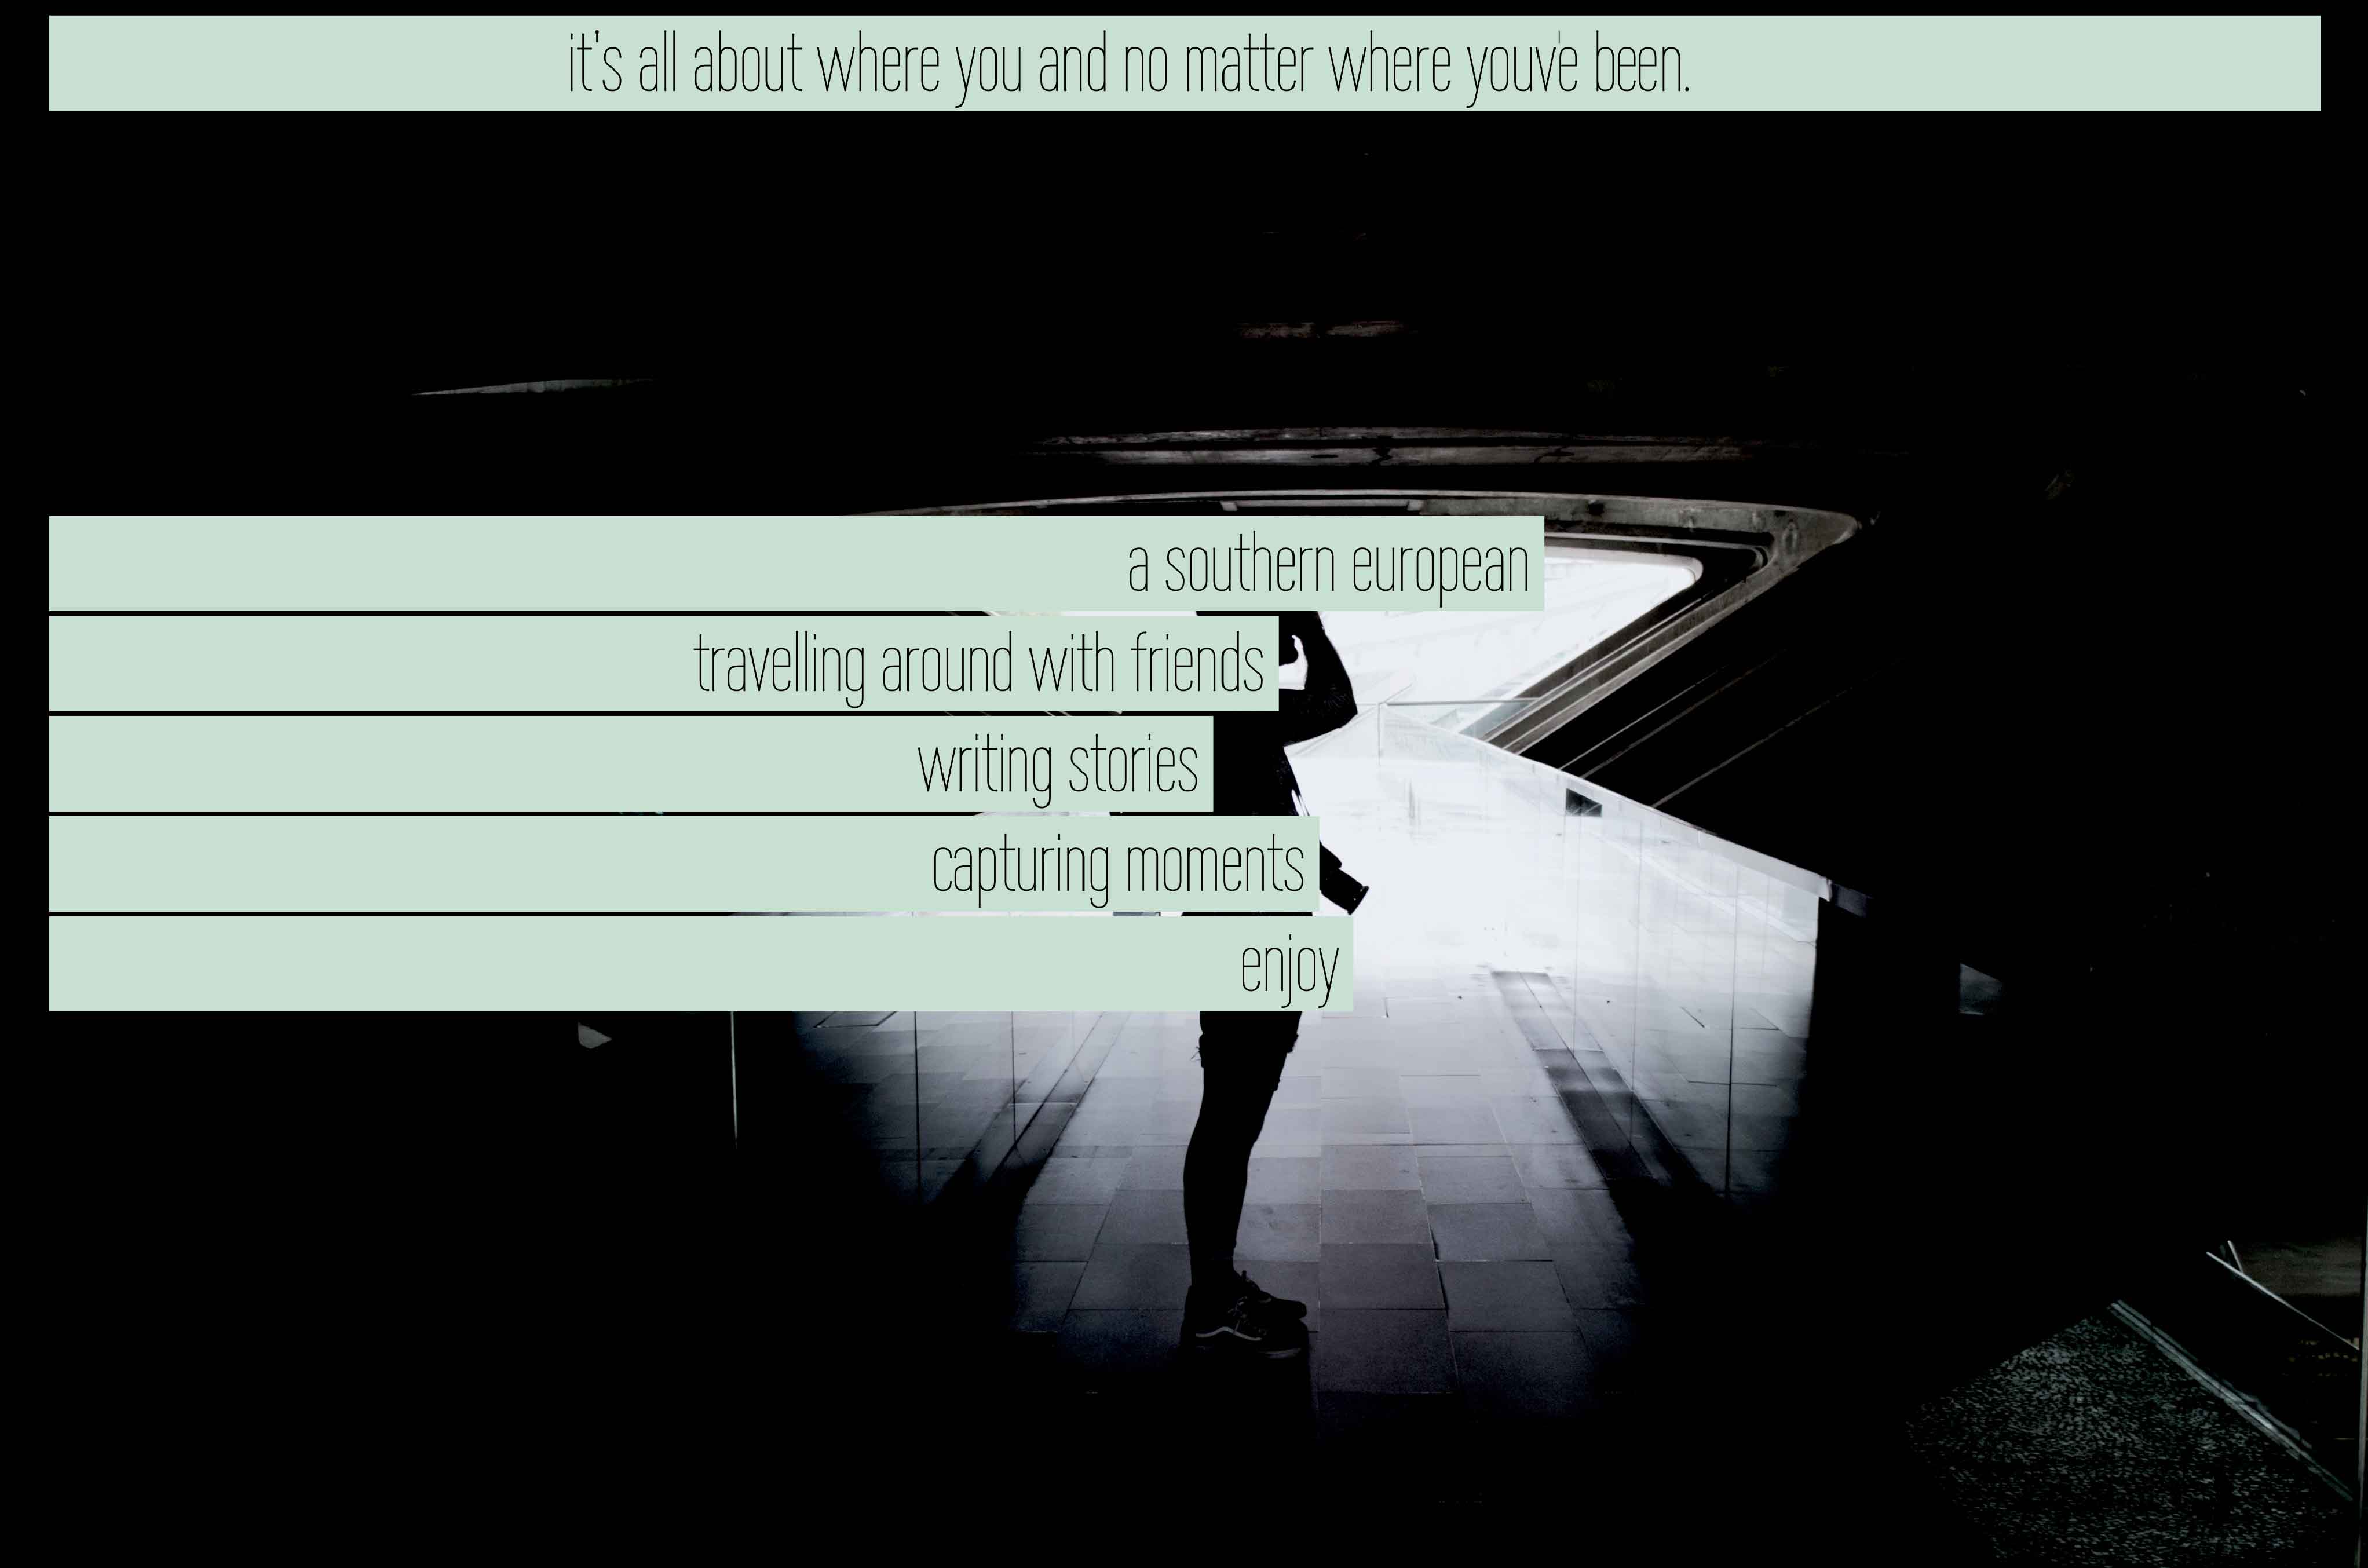 it's all about where you and no matter where youv'e been.
a southern european
travelling around with friends
writing stories
capturing moments
enjoy